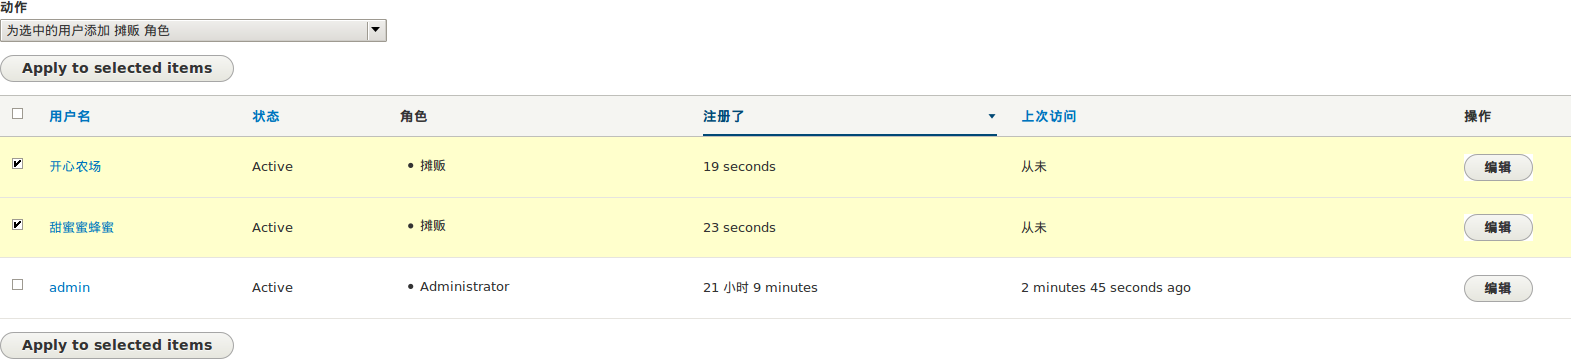 动作
为选中的用户添加 摊贩 角色
Apply to selected items
用户名 状态 角色 注册了 上次访问 操作
开心农场 Active 摊贩 19 seconds 从未 编辑
甜蜜蜜蜂蜜 Active 摊贩 23 seconds 从未 编辑
admin Active Administrator 21 小时 9 minutes 2 minutes 45 seconds ago 编辑
Apply to selected items